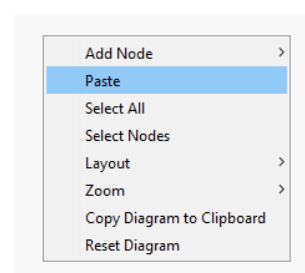 Add Node
Paste
Select All
Select Nodes
Layout
Zoom
Copy Diagram to Clipboard
Reset Diagram